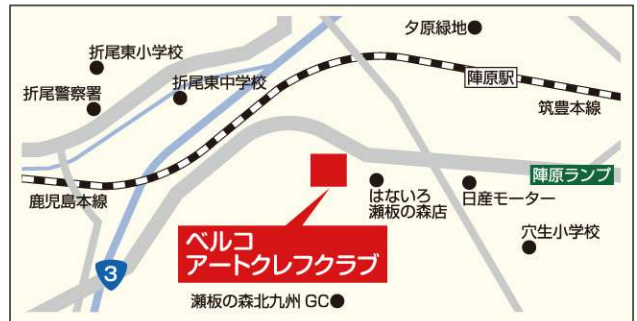 夕原緑地
折尾東小学校
折尾警察署
折尾東中学校
陣原駅
筑豊本線
鹿児島本線
はないろ
瀬板の森店
日産モーター
陣原ランプ
穴生小学校
ベルコ
アートクレフクラブ
3
瀬板の森北九州 GC